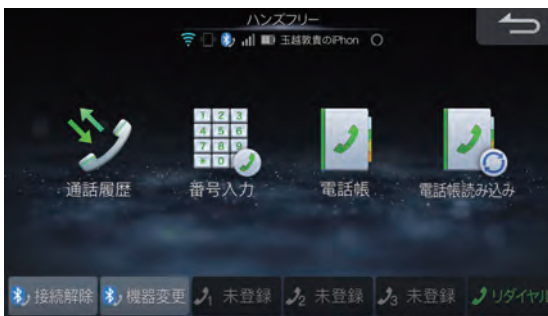 ハンズフリー
玉越敦貴のiPhon
通話履歴
1 2 3
4 5 6
7 8 9
* 0
番号入力
電話帳
電話帳読み込み
接続解除
機器変更
1 未登録
2 未登録
3 未登録
リダイヤル